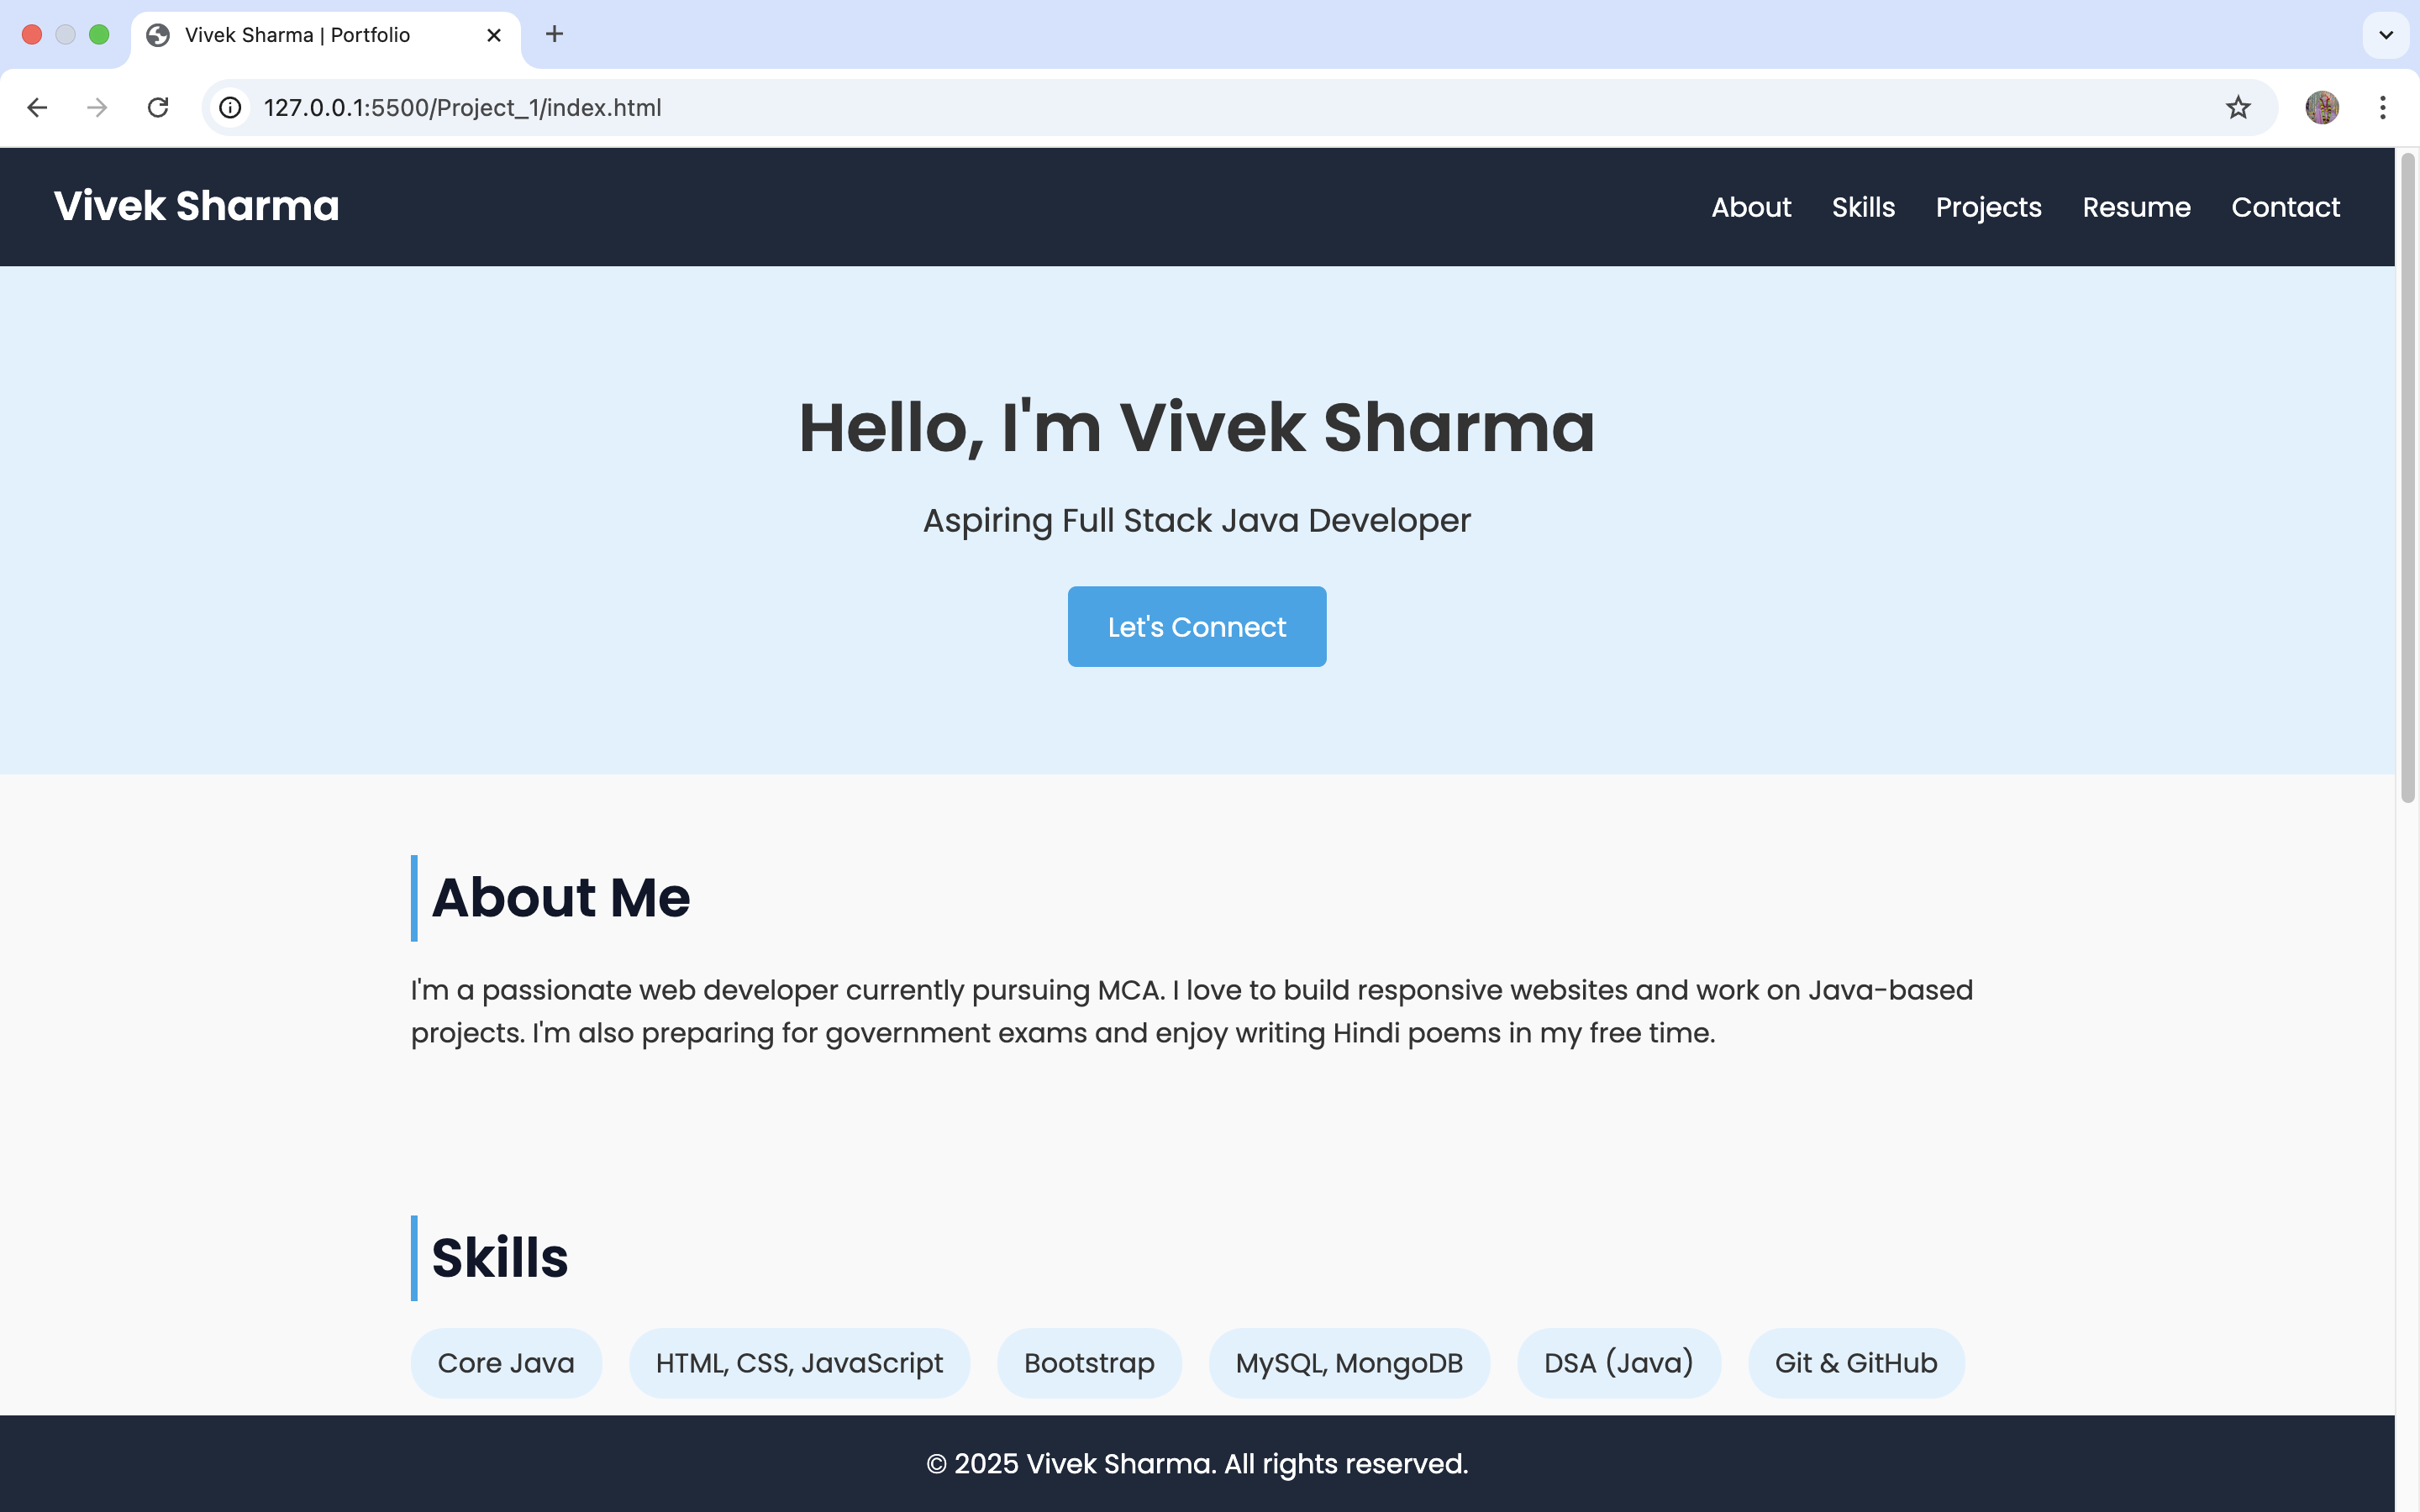 Vivek Sharma | Portfolio
127.0.0.1:5500/Project_1/index.html
Vivek Sharma
About Skills Projects Resume Contact
Hello, I'm Vivek Sharma
Aspiring Full Stack Java Developer
Let's Connect
About Me
I'm a passionate web developer currently pursuing MCA. I love to build responsive websites and work on Java-based
projects. I'm also preparing for government exams and enjoy writing Hindi poems in my free time.
Skills
Core Java HTML, CSS, JavaScript Bootstrap MySQL, MongoDB DSA (Java) Git & GitHub
© 2025 Vivek Sharma. All rights reserved.